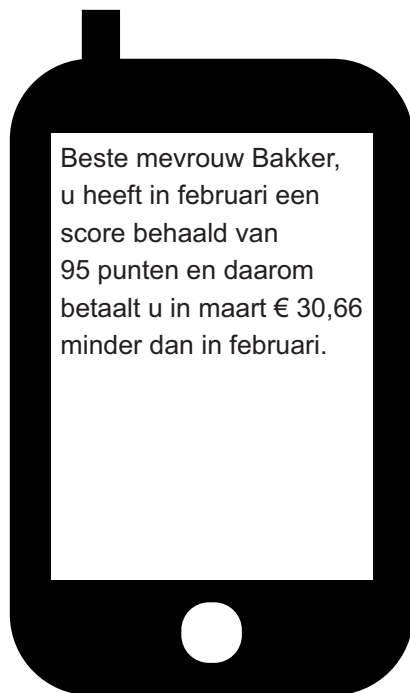 Beste mevrouw Bakker,
u heeft in februari een
score behaald van
95 punten en daarom
betaalt u in maart € 30,66
minder dan in februari.